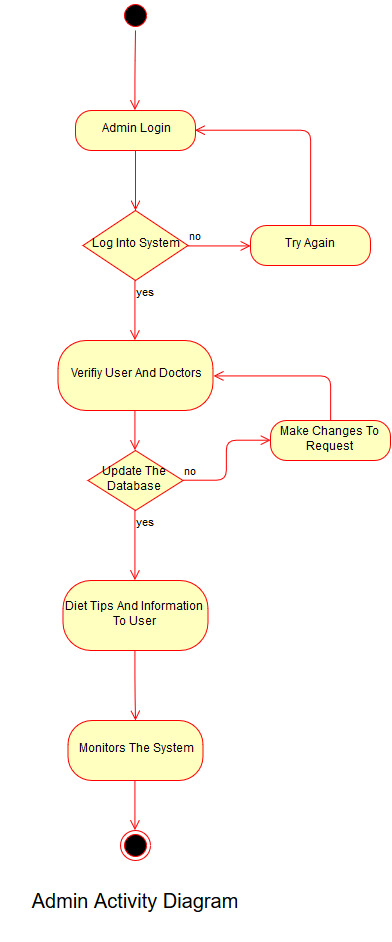 Admin Login
Log Into System
no
Try Again
yes
Verifiy User And Doctors
Make Changes To
Request
Update The
Database
no
yes
Diet Tips And Information
To User
Monitors The System
Admin Activity Diagram